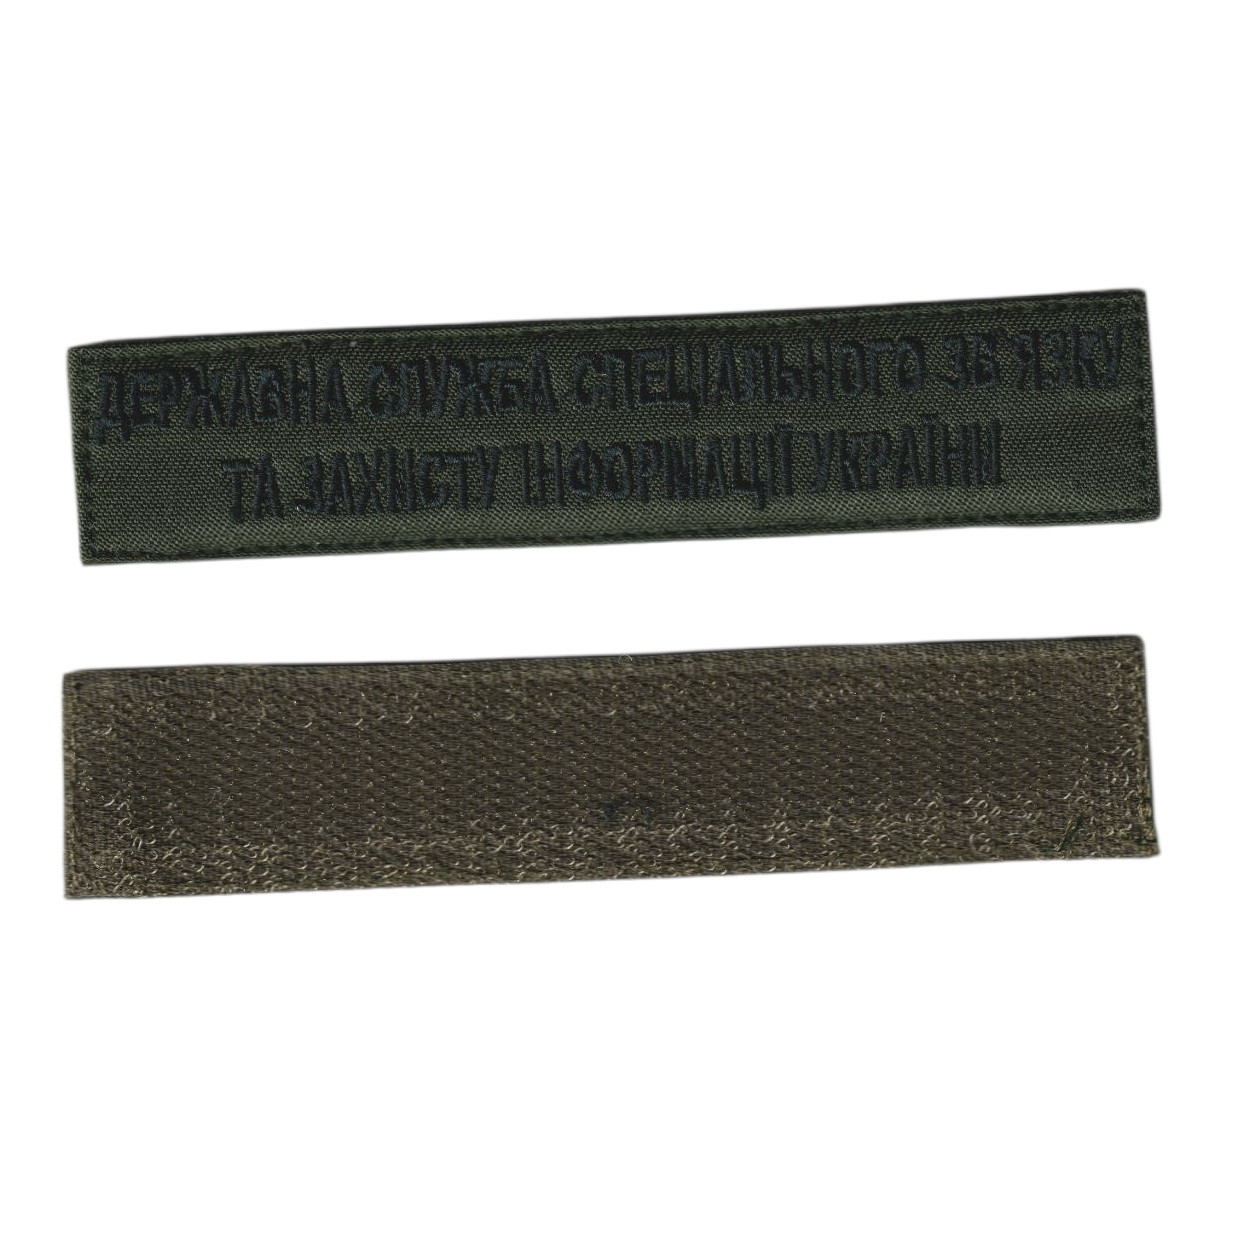 ДЕРЖАВНА СЛУЖБА СПЕЦІАЛЬНОГО ЗВ'ЯЗКУ
ТА ЗАХИСТУ ІНФОРМАЦІЇ УКРАЇНИ